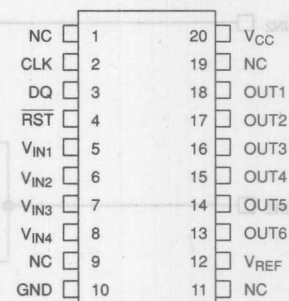 NC 1 20 VCC
CLK 2 19 NC
DQ 3 18 OUT1
RST 4 17 OUT2
VIN1 5 16 OUT3
VIN2 6 15 OUT4
VIN3 7 14 OUT5
VIN4 8 13 OUT6
NC 9 12 VREF
GND 10 11 NC